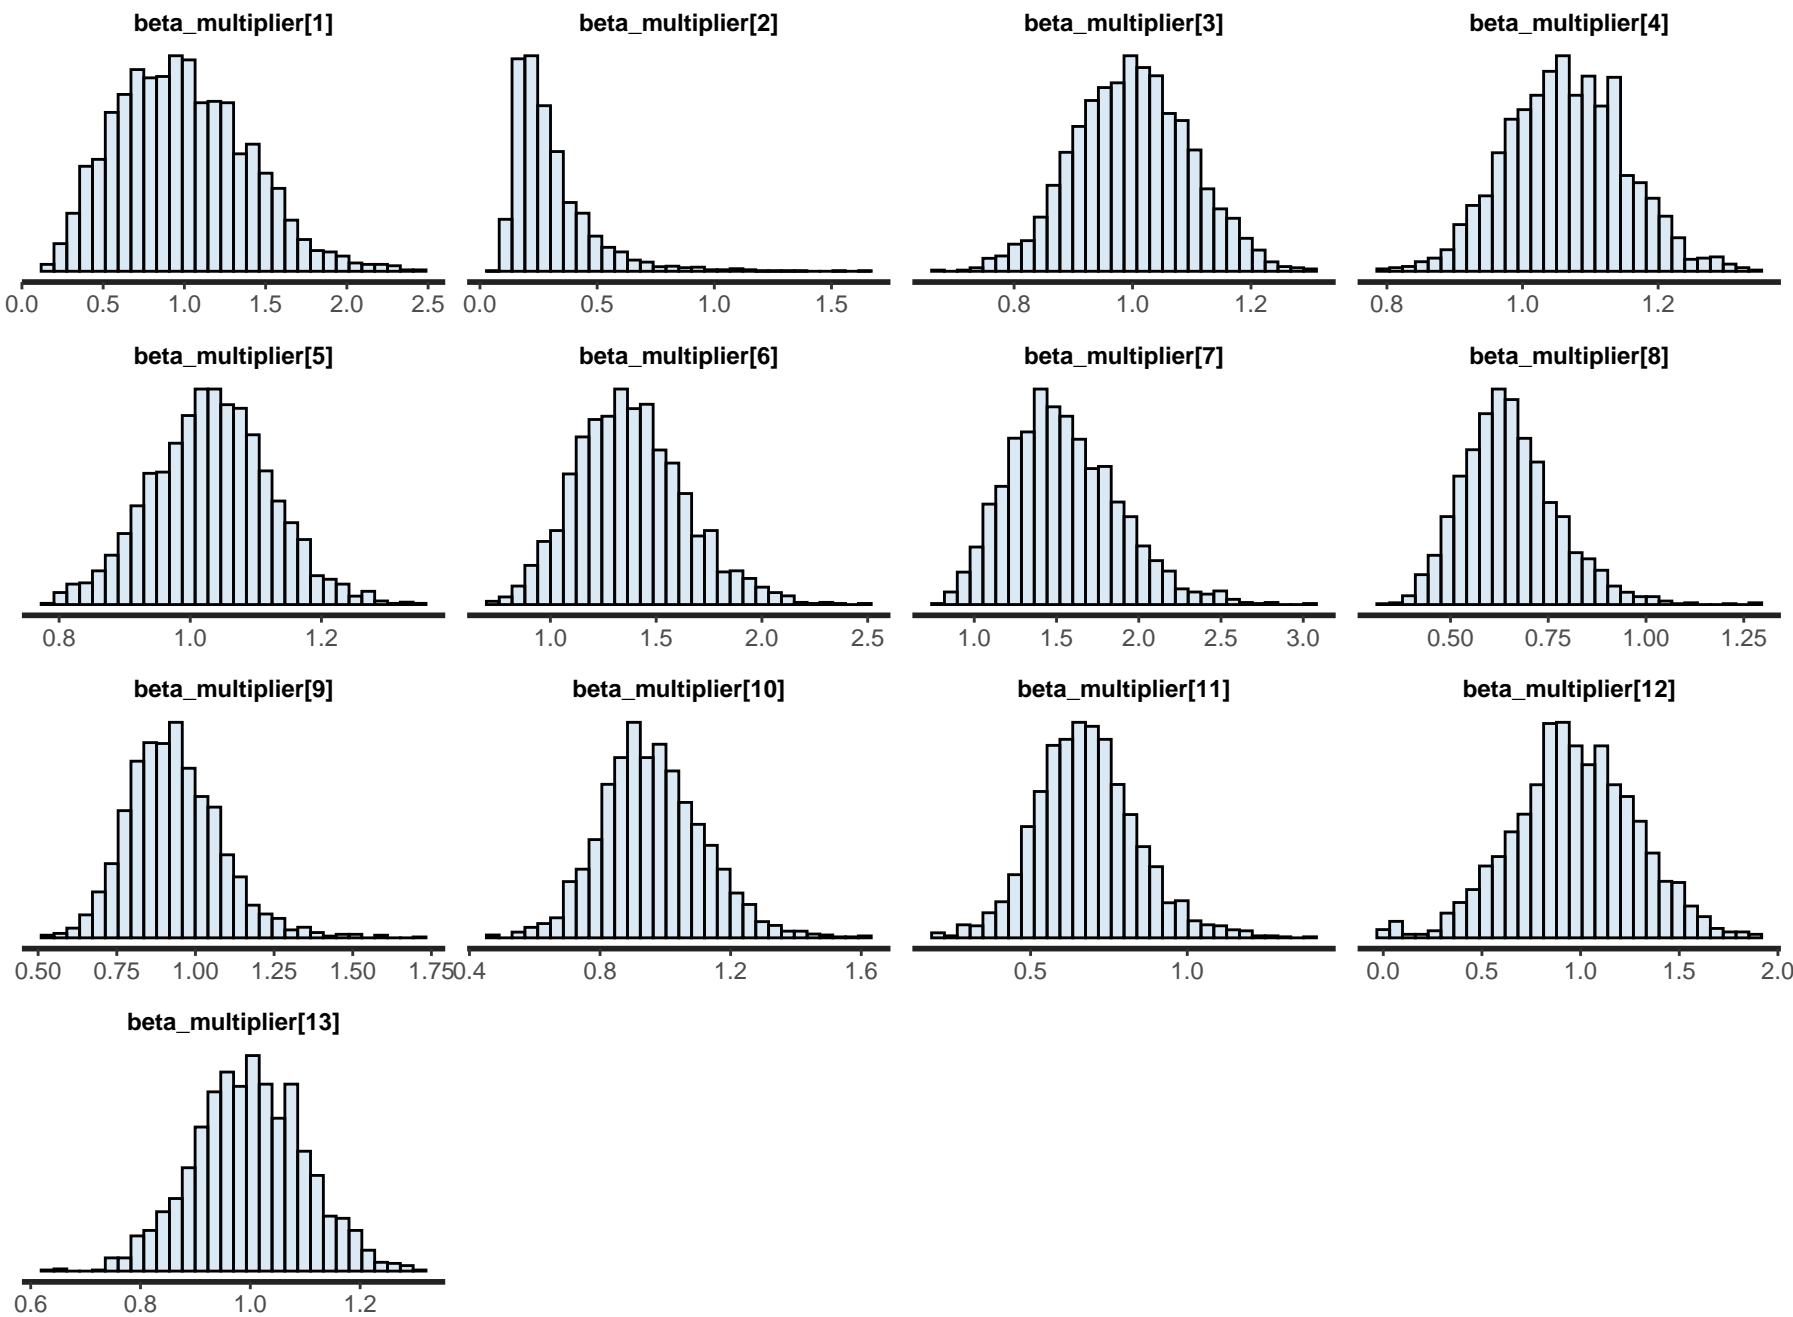 beta_multiplier[1] beta_multiplier[2] beta_multiplier[3] beta_multiplier[4]
0.0 0.5 1.0 1.5 2.0 2.5 0.0 0.5 1.0 1.5 0.8 1.0 1.2 0.8 1.0 1.2
beta_multiplier[5] beta_multiplier[6] beta_multiplier[7] beta_multiplier[8]
0.8 1.0 1.2 1.0 1.5 2.0 2.5 1.0 1.5 2.0 2.5 3.0 0.50 0.75 1.00 1.25
beta_multiplier[9] beta_multiplier[10] beta_multiplier[11] beta_multiplier[12]
0.50 0.75 1.00 1.25 1.50 1.75 0.4 0.8 1.2 1.6 0.5 1.0 0.0 0.5 1.0 1.5 2.0
beta_multiplier[13]
0.6 0.8 1.0 1.2